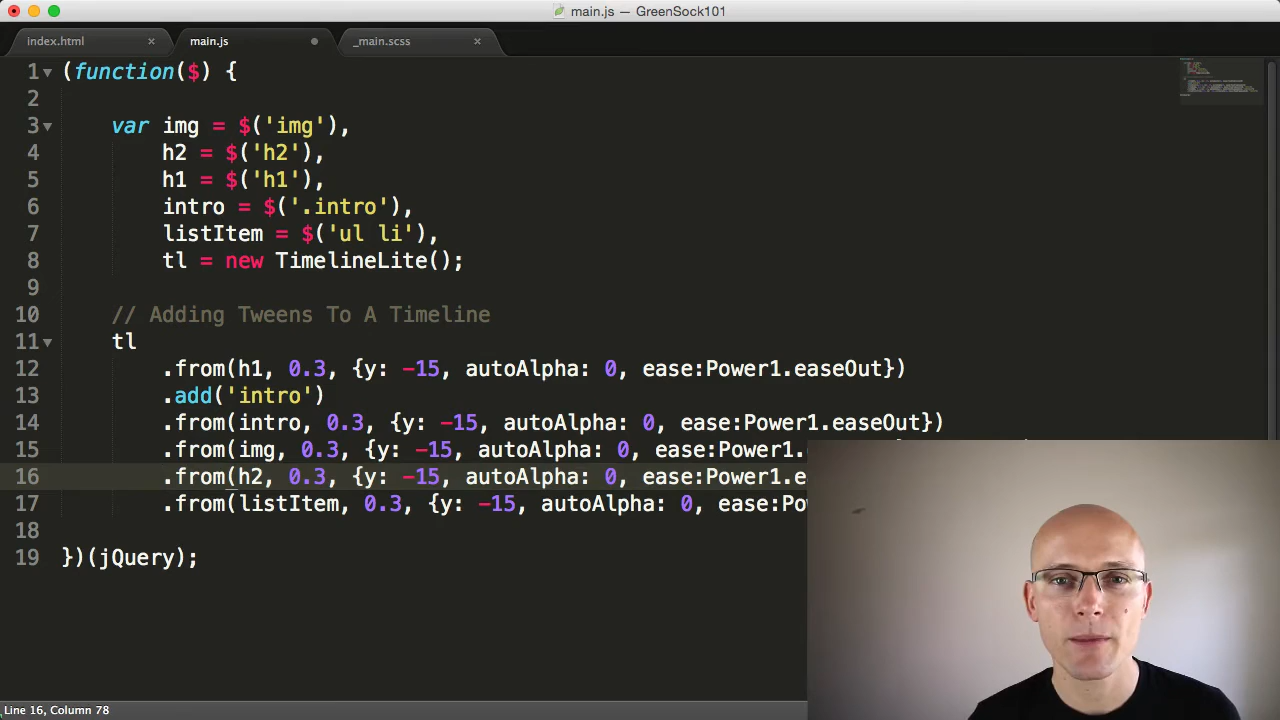 main.js — GreenSock101
index.html × main.js _main.scss ×
1 (function($) {
2
3 var img = $('img'),
4 h2 = $('h2'),
5 h1 = $('h1'),
6 intro = $('.intro'),
7 listItem = $('ul li'),
8 tl = new TimelineLite();
9
10 // Adding Tweens To A Timeline
11 tl
12 .from(h1, 0.3, {y: -15, autoAlpha: 0, ease:Power1.easeOut})
13 .add('intro')
14 .from(intro, 0.3, {y: -15, autoAlpha: 0, ease:Power1.easeOut})
15 .from(img, 0.3, {y: -15, autoAlpha: 0, ease:Power1.
16 .from(h2, 0.3, {y: -15, autoAlpha: 0, ease:Power1.e
17 .from(listItem, 0.3, {y: -15, autoAlpha: 0, ease:Po
18
19 })(jQuery);
Line 16, Column 78